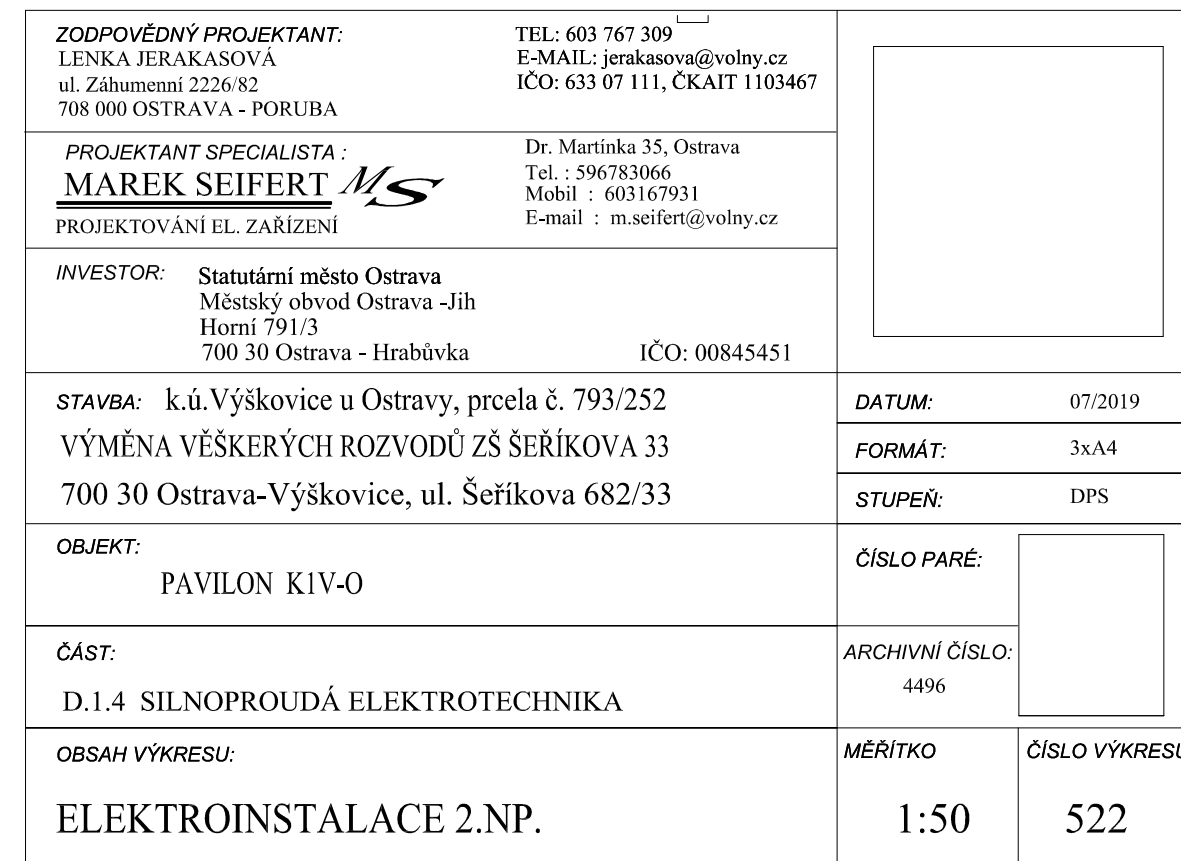 ZODPOVĚDNÝ PROJEKTANT:
LENKA JERAKASOVÁ
ul. Záhumenní 2226/82
708 000 OSTRAVA - PORUBA
TEL: 603 767 309
E-MAIL: jerakasova@volny.cz
IČO: 633 07 111, ČKAIT 1103467
PROJEKTANT SPECIALISTA :
MAREK SEIFERT MS
PROJEKTOVÁNÍ EL. ZAŘÍZENÍ
Dr. Martínka 35, Ostrava
Tel. : 596783066
Mobil : 603167931
E-mail : m.seifert@volny.cz
INVESTOR:
Statutární město Ostrava
Městský obvod Ostrava -Jih
Horní 791/3
700 30 Ostrava - Hrabůvka IČO: 00845451
STAVBA: k.ú.Výškovice u Ostravy, prcela č. 793/252
VÝMĚNA VĚŠKERÝCH ROZVODŮ ZŠ ŠEŘÍKOVA 33
700 30 Ostrava-Výškovice, ul. Šeříkova 682/33
DATUM: 07/2019
FORMÁT: 3xA4
STUPEŇ: DPS
OBJEKT:
PAVILON K1V-O
ČÍSLO PARÉ:
ČÁST:
D.1.4 SILNOPROUDÁ ELEKTROTECHNIKA
ARCHIVNÍ ČÍSLO:
4496
OBSAH VÝKRESU:
ELEKTROINSTALACE 2.NP.
MĚŘÍTKO
1:50
ČÍSLO VÝKRESU
522